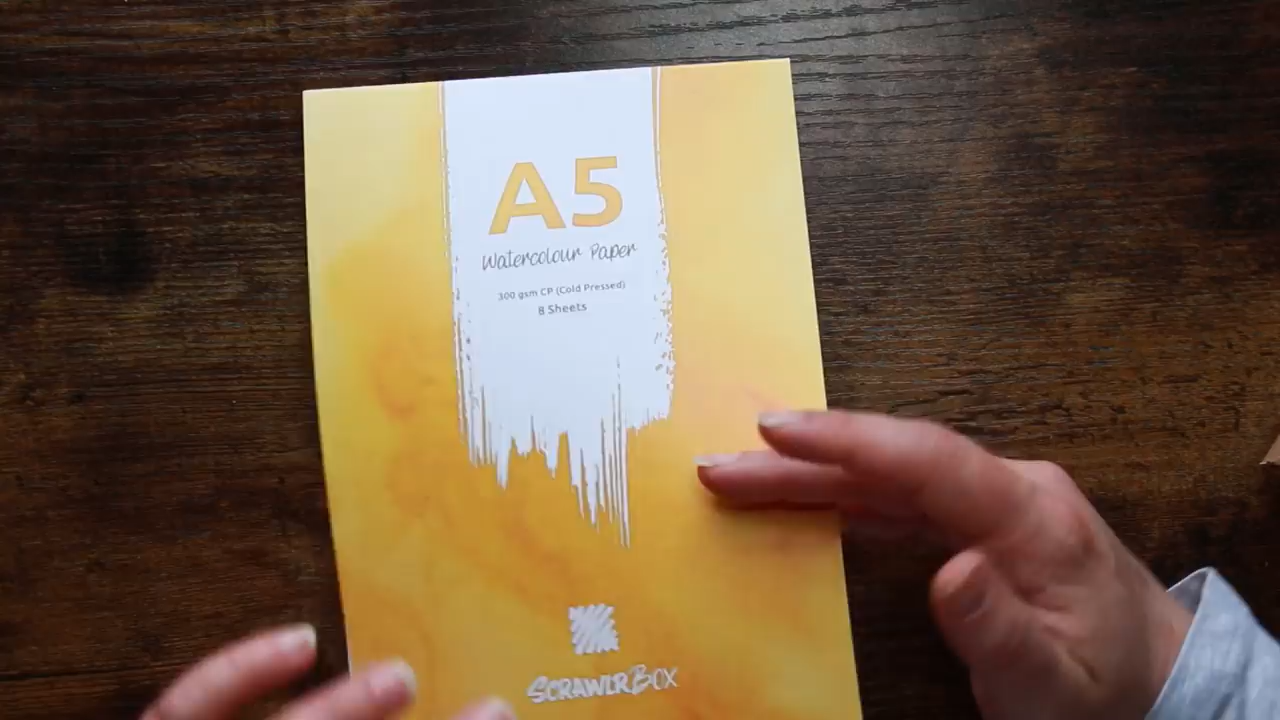 A5
Watercolour Paper
300 gsm CP (Cold Pressed)
8 Sheets
SCRAWLRBOX